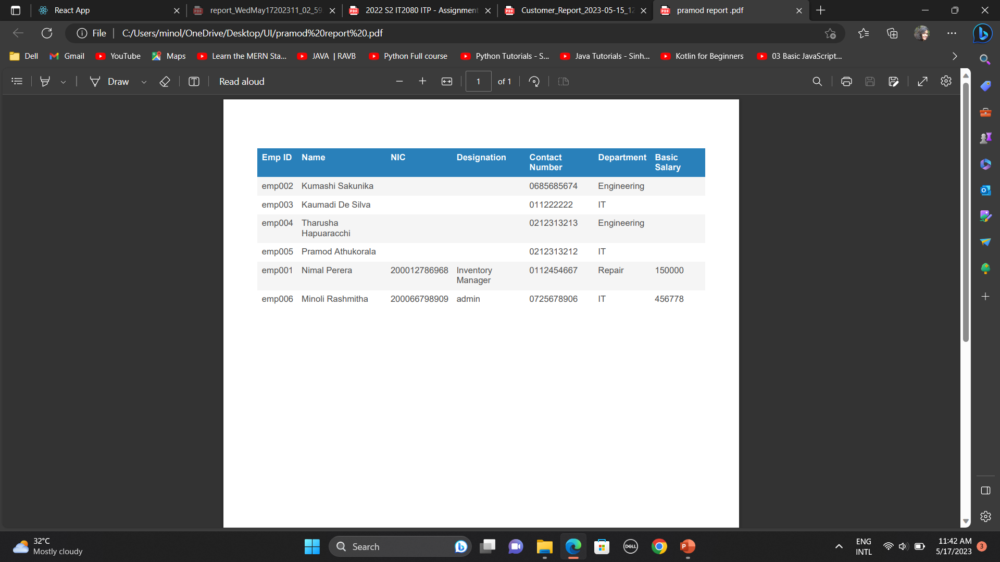 React App
report_WedMay17202311_02_59
2022 S2 IT2080 ITP - Assignment
Customer_Report_2023-05-15_12
pramod report .pdf
File C:/Users/minol/OneDrive/Desktop/UI/pramod%20report%20.pdf
Dell Gmail YouTube Maps Learn the MERN Sta... JAVA | RAVB Python Full course Python Tutorials - S... Java Tutorials - Sinh... Kotlin for Beginners 03 Basic JavaScript...
Draw Read aloud 1 of 1
Emp ID Name NIC Designation Contact Number Department Basic Salary
emp002 Kumashi Sakunika 0685685674 Engineering
emp003 Kaumadi De Silva 011222222 IT
emp004 Tharusha Hapuaracchi 0212313213 Engineering
emp005 Pramod Athukorala 0212313212 IT
emp001 Nimal Perera 200012786968 Inventory Manager 0112454667 Repair 150000
emp006 Minoli Rashmitha 200066798909 admin 0725678906 IT 456778
32°C
Mostly cloudy
Search
DELL
ENG
INTL
11:42 AM
5/17/2023
3